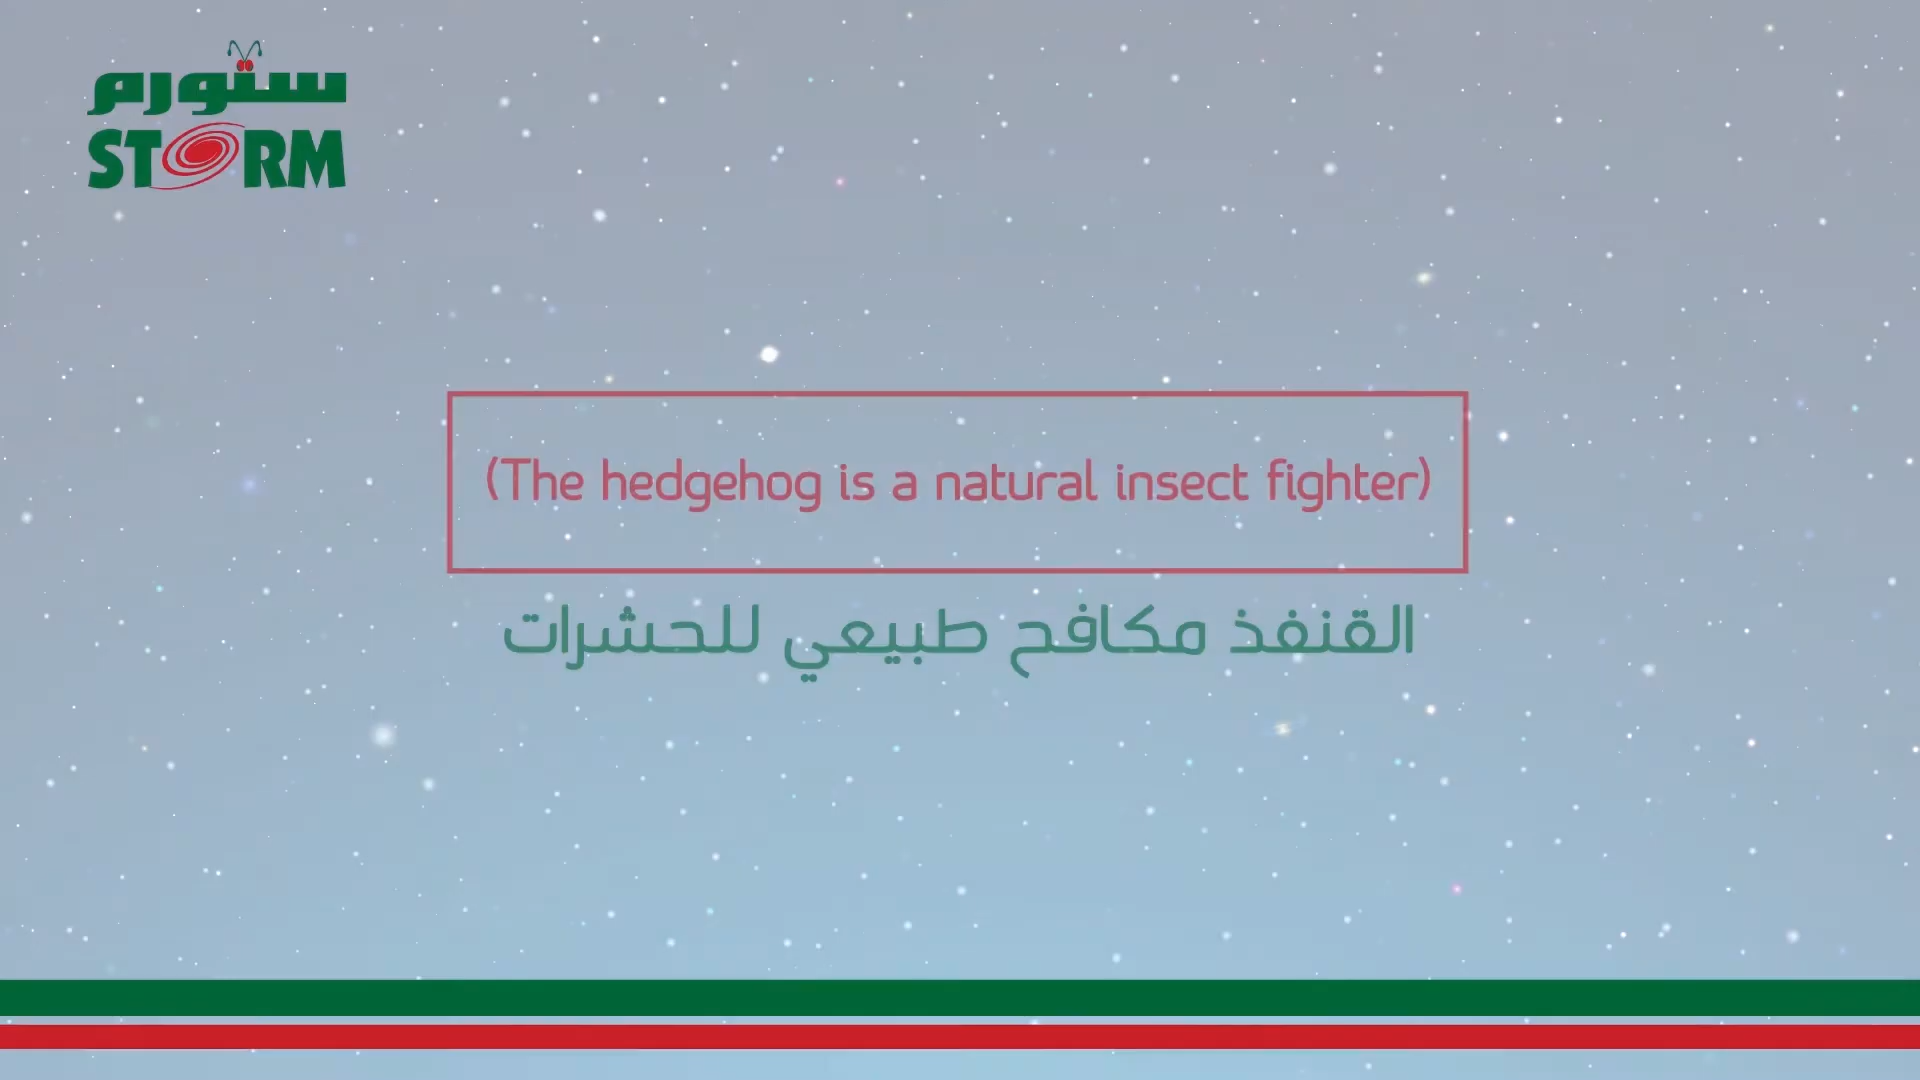 ستورم
STORM
(The hedgehog is a natural insect fighter)
القنفذ مكافح طبيعي للحشرات